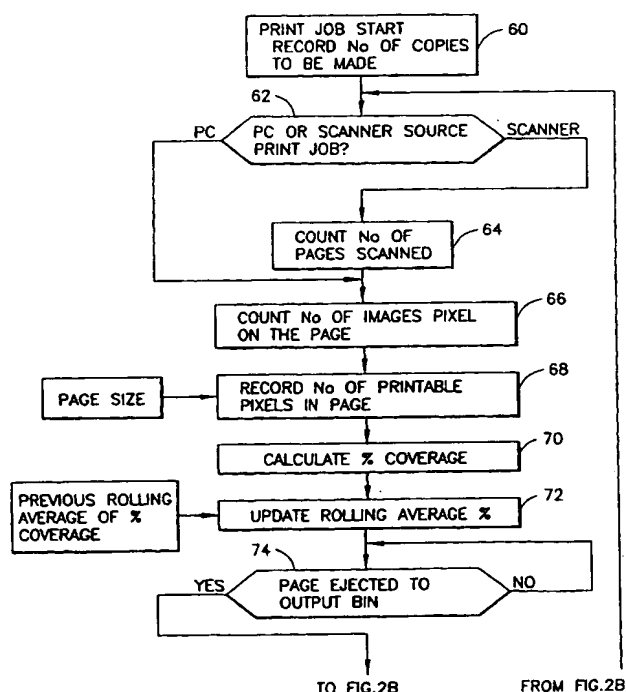 PRINT JOB START
RECORD No OF COPIES
TO BE MADE
60
62
PC
PC OR SCANNER SOURCE
PRINT JOB?
SCANNER
64
COUNT No OF
PAGES SCANNED
66
COUNT No OF IMAGES PIXEL
ON THE PAGE
68
PAGE SIZE
RECORD No OF PRINTABLE
PIXELS IN PAGE
70
CALCULATE % COVERAGE
72
PREVIOUS ROLLING
AVERAGE OF %
COVERAGE
UPDATE ROLLING AVERAGE %
74
YES
PAGE EJECTED TO
OUTPUT BIN
NO
TO FIG.2B
FROM FIG.2B